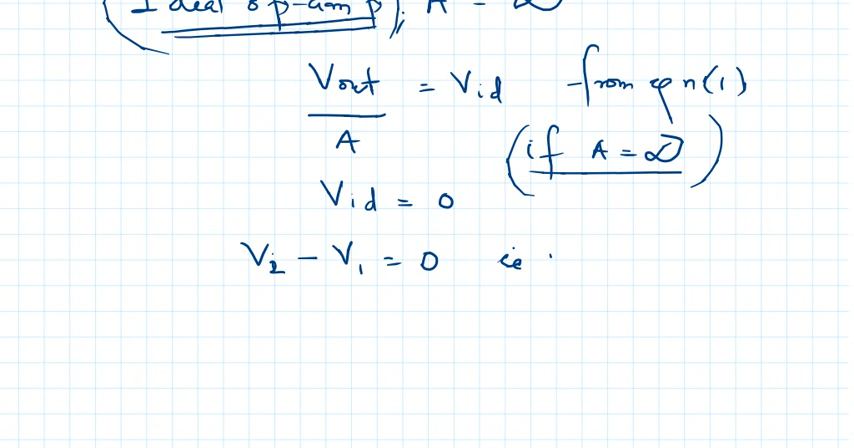 (Ideal op-amp); A = ∞
Vout / A = Vid from eqn(1)
(if A = ∞)
Vid = 0
V2 - V1 = 0 ie